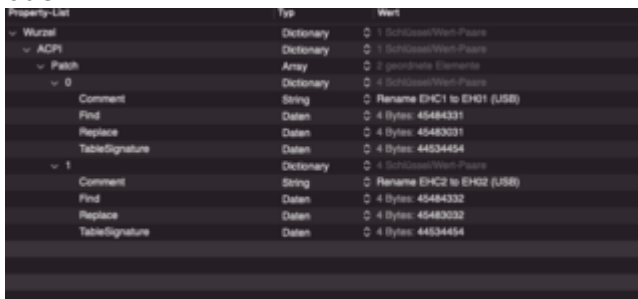 Property-List Typ Wert
Wurzel Dictionary 1 Schlüssel/Wert-Paare
ACPI Dictionary 1 Schlüssel/Wert-Paare
Patch Array 2 geordnete Elemente
0 Dictionary 4 Schlüssel/Wert-Paare
Comment String Rename EHC1 to EH01 (USB)
Find Daten 4 Bytes: 45484331
Replace Daten 4 Bytes: 45483031
TableSignature Daten 4 Bytes: 44534454
1 Dictionary 4 Schlüssel/Wert-Paare
Comment String Rename EHC2 to EH02 (USB)
Find Daten 4 Bytes: 45484332
Replace Daten 4 Bytes: 45483032
TableSignature Daten 4 Bytes: 44534454